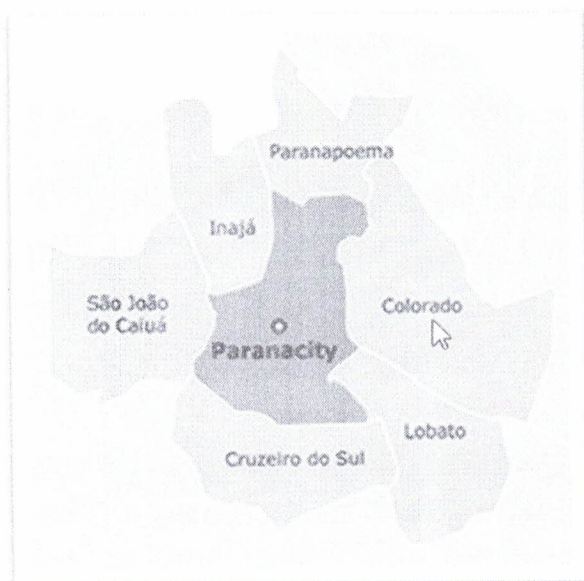 Paranapoema
Inajá
São João
do Caiuá
Colorado
Paranacity
Lobato
Cruzeiro do Sul